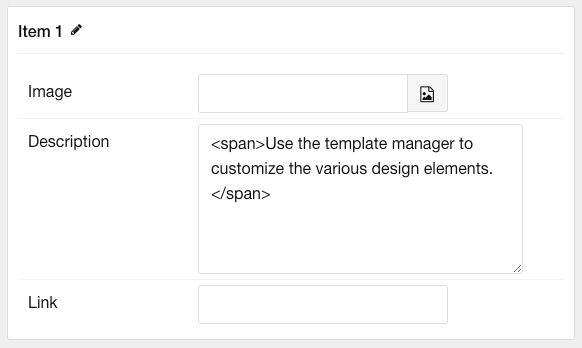 Item 1
Image
Description
<span>Use the template manager to
customize the various design elements.
</span>
Link